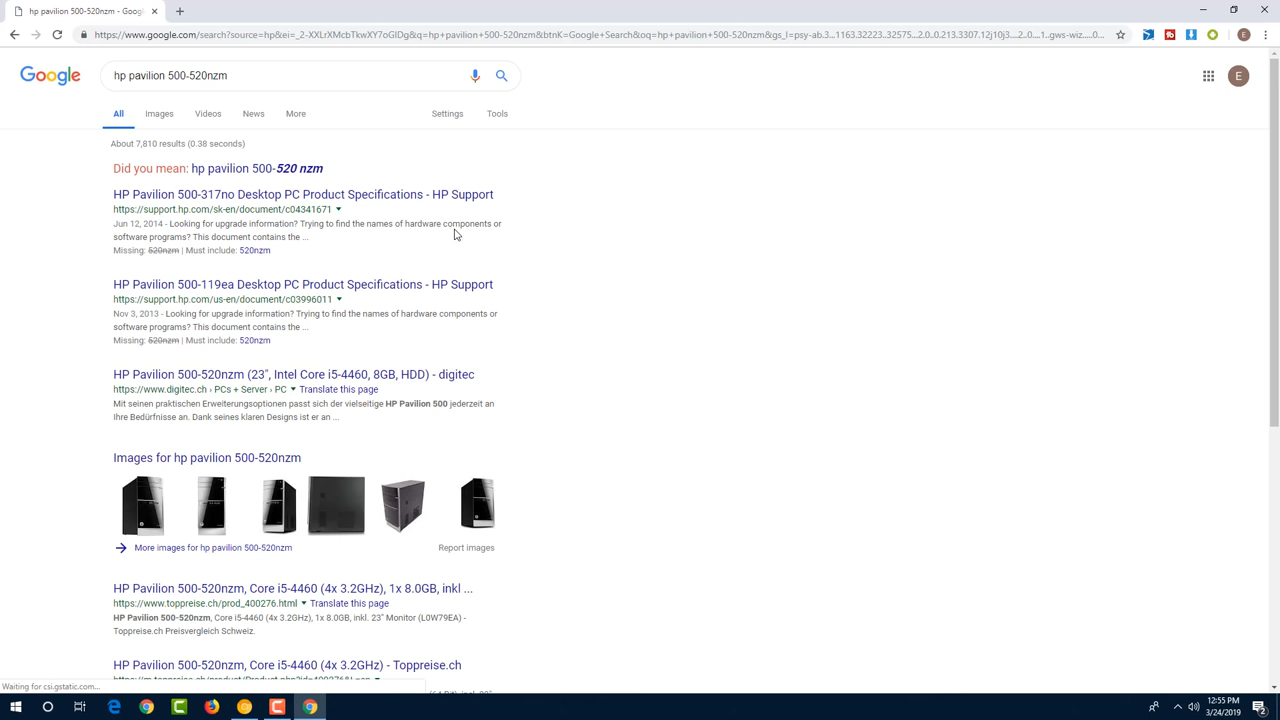 hp pavilion 500-520nzm - Goog
https://www.google.com/search?source=hp&ei=_2-XXLrXMcbTkwXY7oGIDg&q=hp+pavilion+500-520nzm&btnK=Google+Search&oq=hp+pavilion+500-520nzm&gs_l=psy-ab.3...1163.32223..32575...2.0..0.213.3307.12j10j3....2..0....1..gws-wiz.....0...
E
Google
hp pavilion 500-520nzm
E
All Images Videos News More Settings Tools
About 7,810 results (0.38 seconds)
Did you mean: hp pavilion 500-520 nzm
HP Pavilion 500-317no Desktop PC Product Specifications - HP Support
https://support.hp.com/sk-en/document/c04341671
Jun 12, 2014 - Looking for upgrade information? Trying to find the names of hardware components or
software programs? This document contains the ...
Missing: 520nzm | Must include: 520nzm
HP Pavilion 500-119ea Desktop PC Product Specifications - HP Support
https://support.hp.com/us-en/document/c03996011
Nov 3, 2013 - Looking for upgrade information? Trying to find the names of hardware components or
software programs? This document contains the ...
Missing: 520nzm | Must include: 520nzm
HP Pavilion 500-520nzm (23", Intel Core i5-4460, 8GB, HDD) - digitec
https://www.digitec.ch › PCs + Server › PC Translate this page
Mit seinen praktischen Erweiterungsoptionen passt sich der vielseitige HP Pavilion 500 jederzeit an
Ihre Bedürfnisse an. Dank seines klaren Designs ist er an ...
Images for hp pavilion 500-520nzm
More images for hp pavilion 500-520nzm Report images
HP Pavilion 500-520nzm, Core i5-4460 (4x 3.2GHz), 1x 8.0GB, inkl ...
https://www.toppreise.ch/prod_400276.html Translate this page
HP Pavilion 500-520nzm, Core i5-4460 (4x 3.2GHz), 1x 8.0GB, inkl. 23" Monitor (L0W79EA) -
Toppreise.ch Preisvergleich Schweiz.
HP Pavilion 500-520nzm, Core i5-4460 (4x 3.2GHz) - Toppreise.ch
Waiting for csi.gstatic.com...
12:55 PM
3/24/2019
2